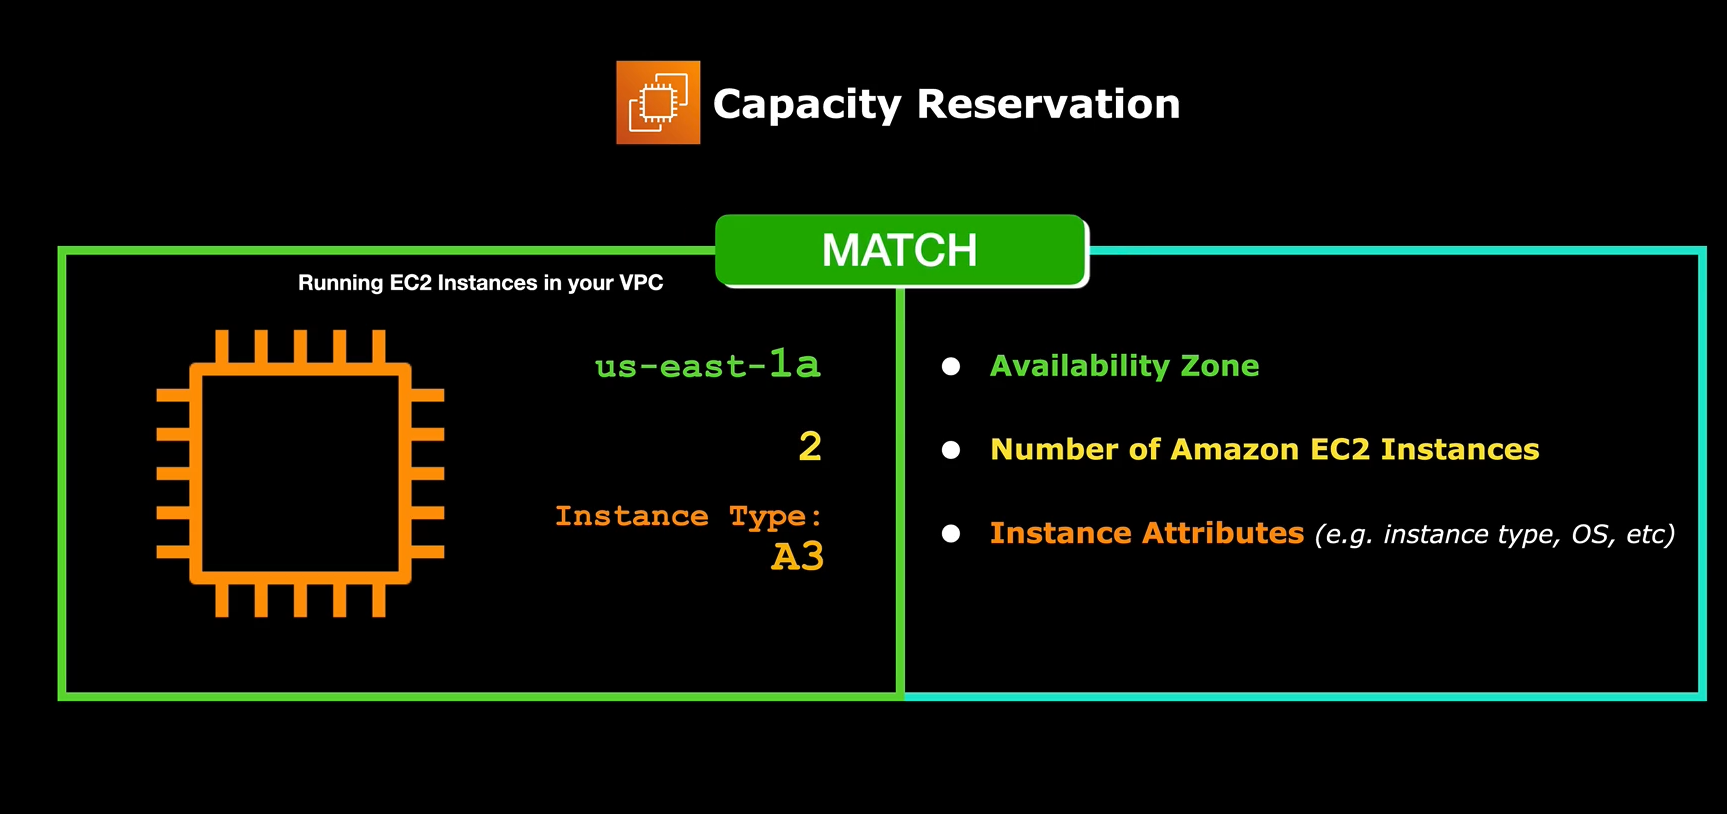 Capacity Reservation
MATCH
Running EC2 Instances in your VPC
us-east-1a
2
Instance Type:
A3
● Availability Zone
● Number of Amazon EC2 Instances
● Instance Attributes (e.g. instance type, OS, etc)